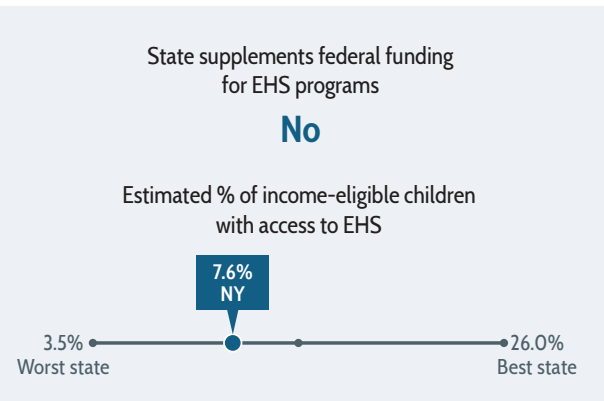 State supplements federal funding
for EHS programs
No
Estimated % of income-eligible children
with access to EHS
7.6%
NY
3.5%
26.0%
Worst state
Best state